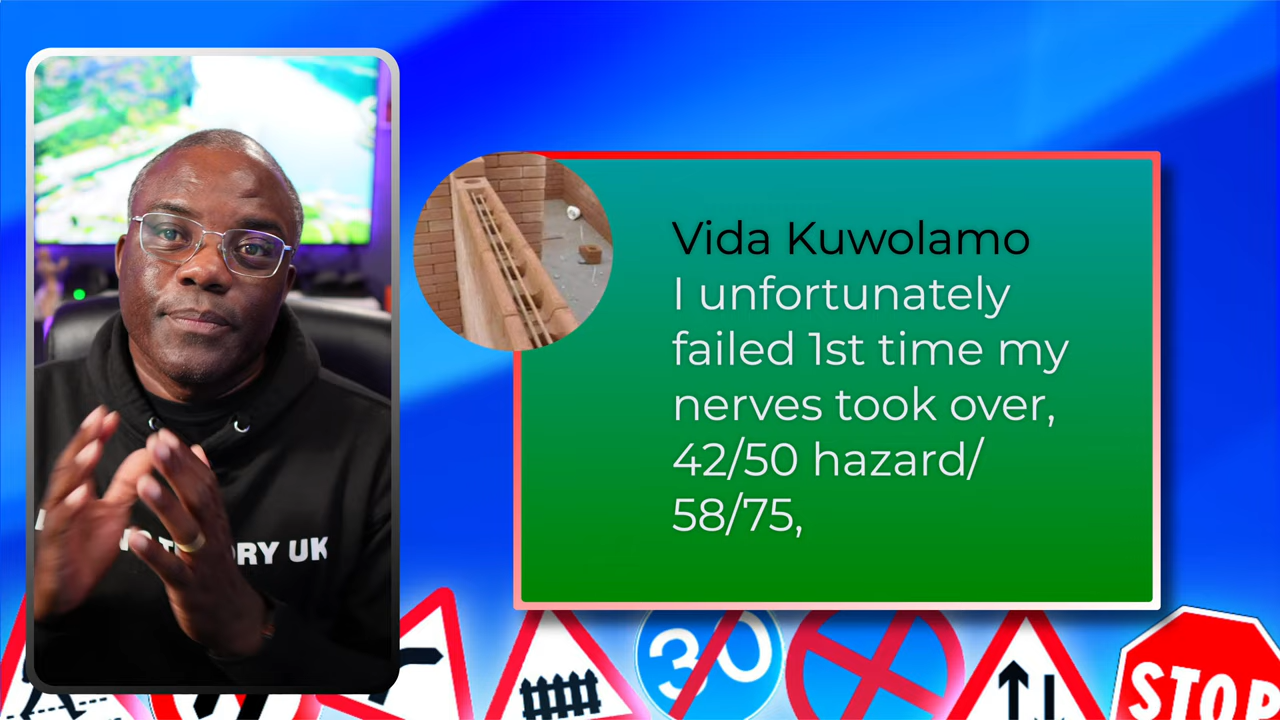 RY UK
Vida Kuwolamo
I unfortunately
failed 1st time my
nerves took over,
42/50 hazard/
58/75,
30
STOP